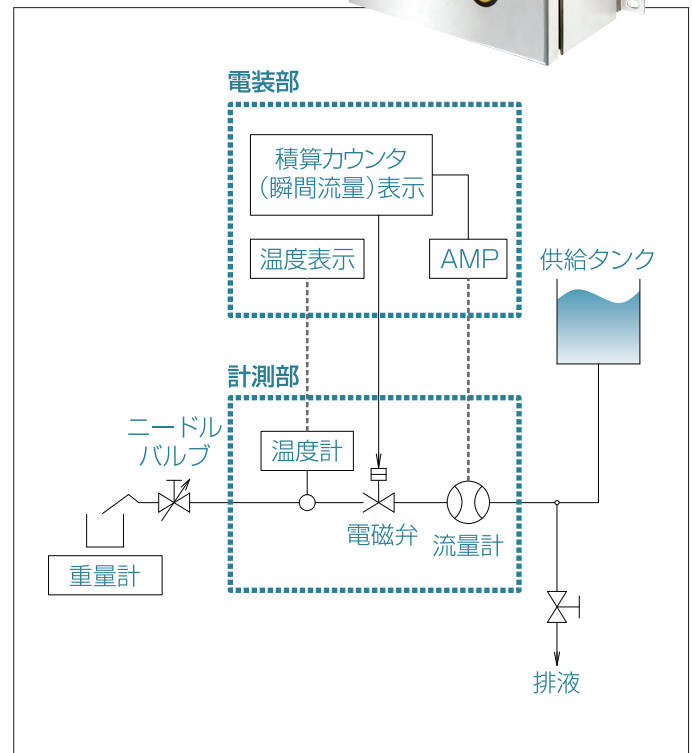 電装部
積算カウンタ
(瞬間流量)表示
温度表示
AMP
供給タンク
計測部
ニードル
バルブ
温度計
電磁弁
流量計
重量計
排液